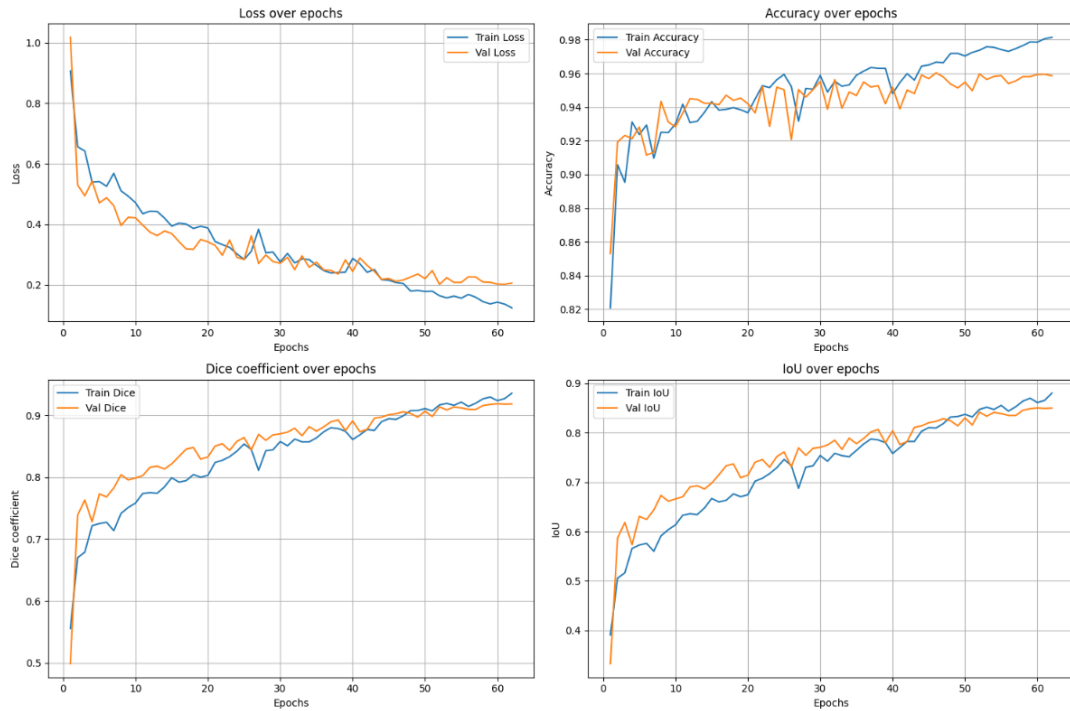 Loss over epochs
Train Loss
Val Loss
1.0
0.8
0.6
0.4
0.2
Loss
0 10 20 30 40 50 60
Epochs
Accuracy over epochs
Train Accuracy
Val Accuracy
0.98
0.96
0.94
0.92
0.90
0.88
0.86
0.84
0.82
Accuracy
0 10 20 30 40 50 60
Epochs
Dice coefficient over epochs
Train Dice
Val Dice
0.9
0.8
0.7
0.6
0.5
Dice coefficient
0 10 20 30 40 50 60
Epochs
IoU over epochs
Train IoU
Val IoU
0.9
0.8
0.7
0.6
0.5
0.4
IoU
0 10 20 30 40 50 60
Epochs